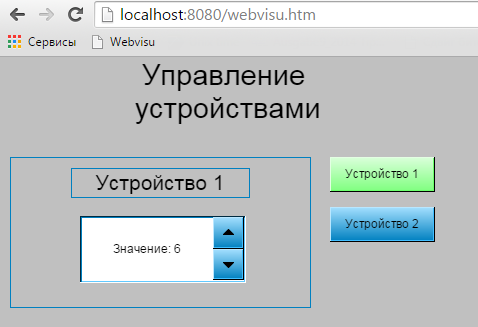 localhost:8080/webvisu.htm
Сервисы Webvisu
Управление
устройствами
Устройство 1
Устройство 1
Значение: 6
Устройство 2